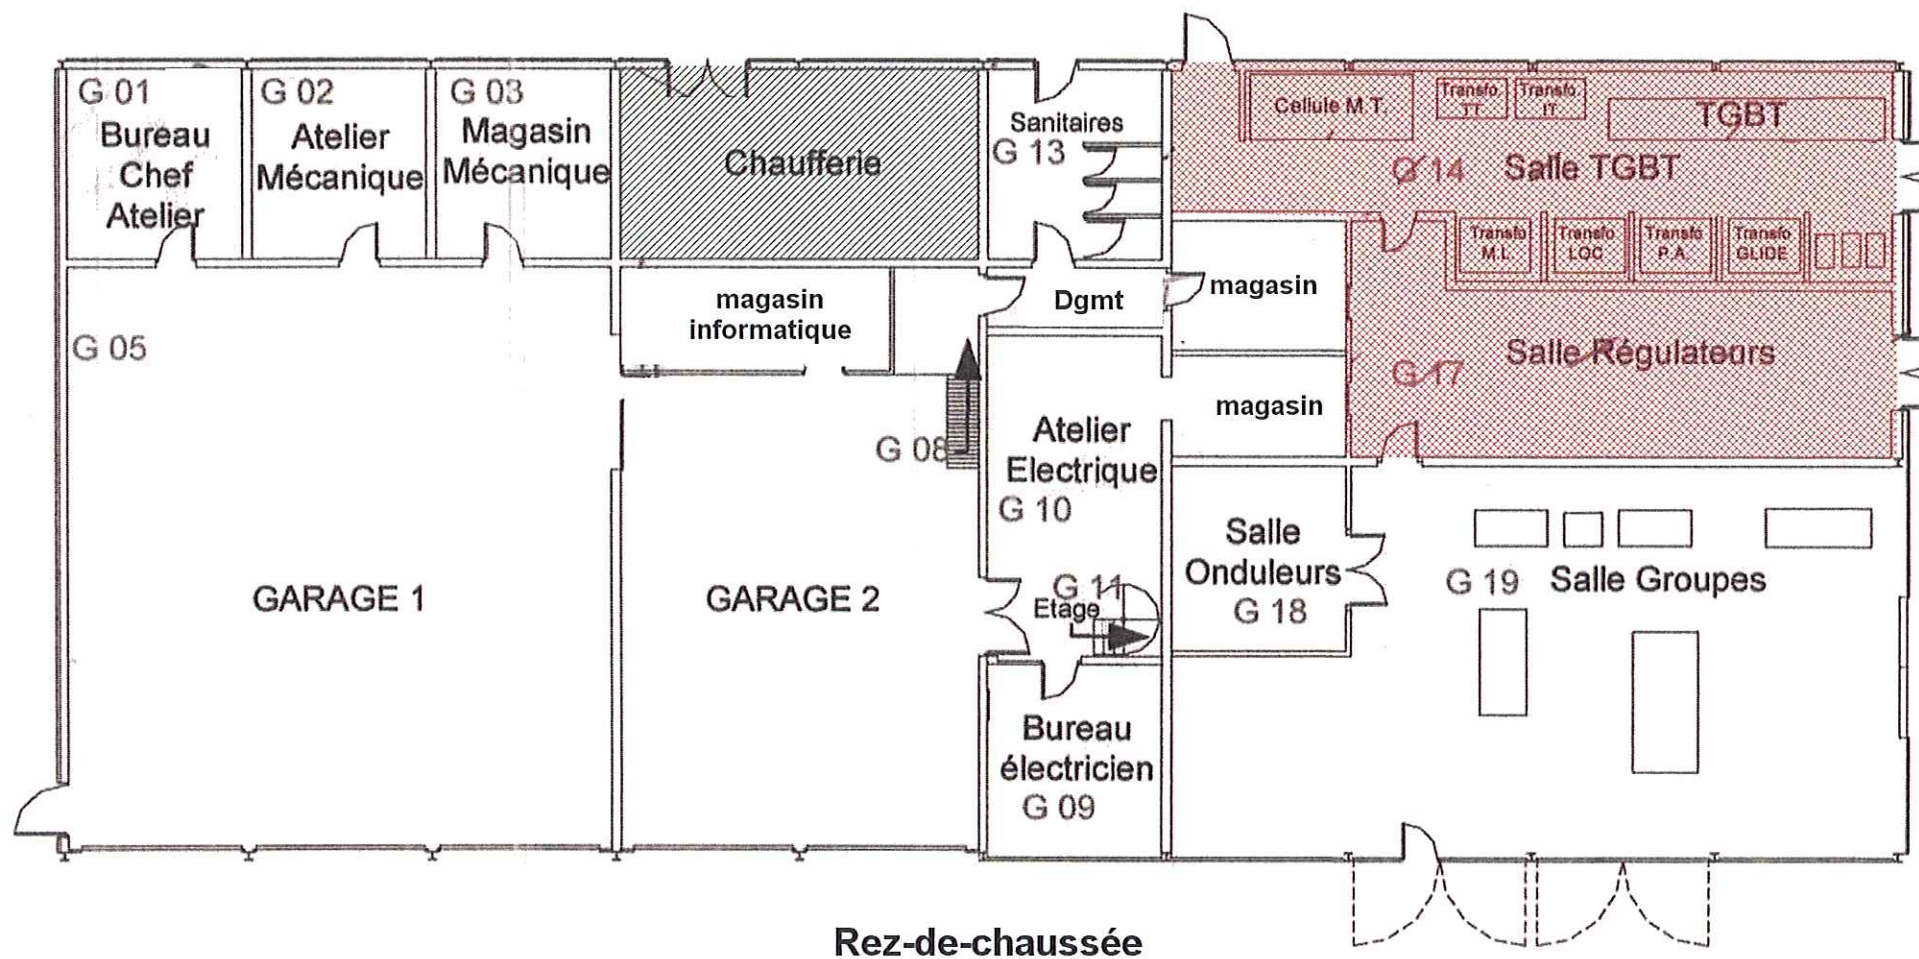 G 01
Bureau
Chef
Atelier
G 02
Atelier
Mécanique
G 03
Magasin
Mécanique
Chaufferie
Sanitaires
G 13
Cellule M.T.
Transfo.
TT
Transfo.
IT
TGBT
G 14
Salle TGBT
Transfo
M.I.
Transfo
LOC
Transfo
P.A.
Transfo
GLIDE
G 05
magasin
informatique
Dgmt
magasin
G 17
Salle Régulateurs
magasin
G 08
Atelier
Electrique
G 10
G 11
Etage
Salle
Onduleurs
G 18
G 19
Salle Groupes
GARAGE 1
GARAGE 2
Bureau
électricien
G 09
Rez-de-chaussée